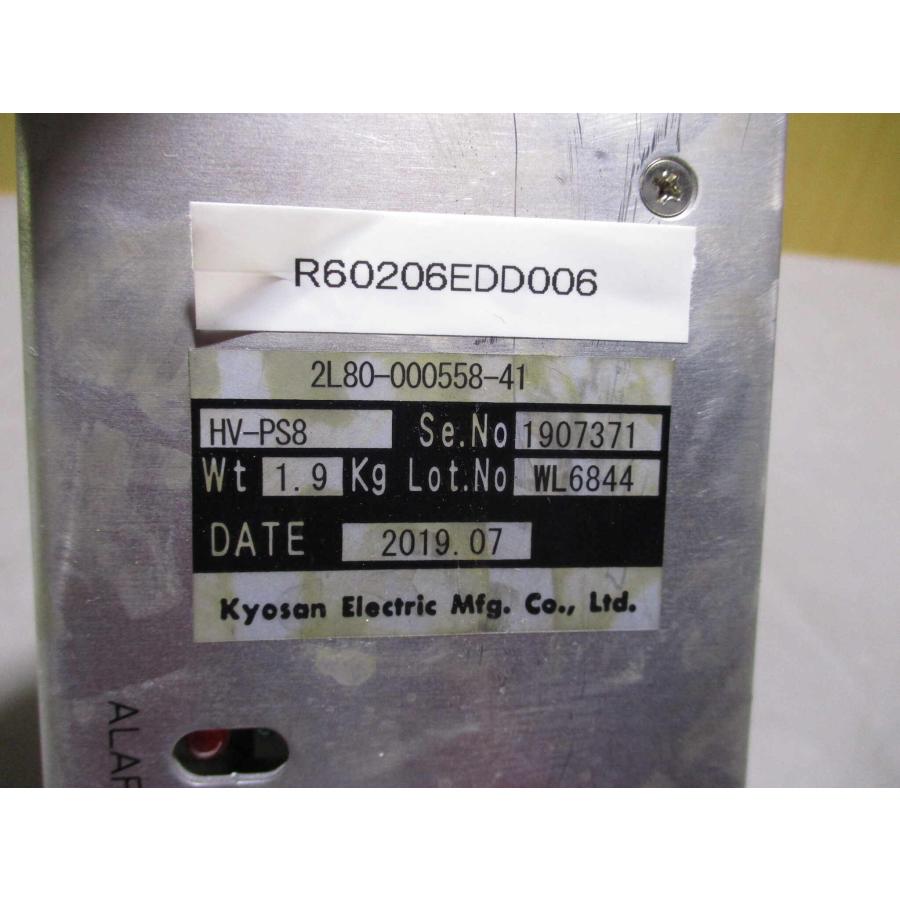 R60206EDD006
2L80-000558-41
HV-PS8 Se.No 1907371
Wt 1.9 Kg Lot.No WL6844
DATE 2019.07
Kyosan Electric Mfg. Co., Ltd.